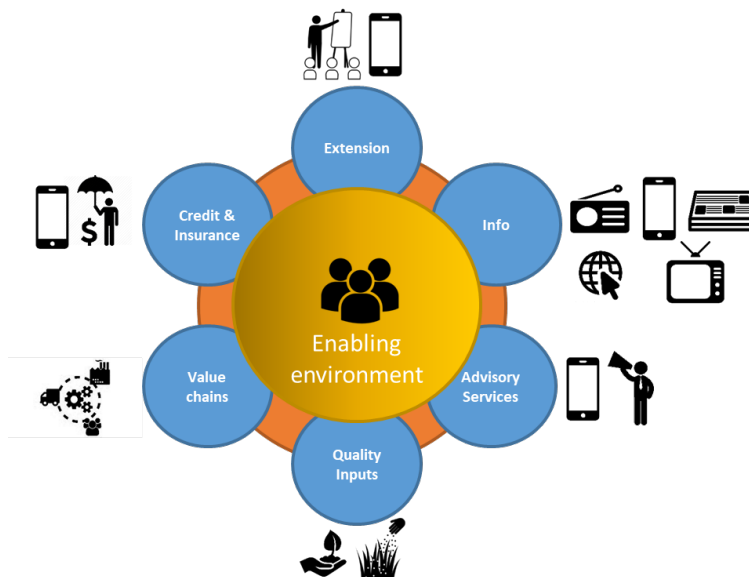 Extension
Credit &
Insurance
Info
Enabling
environment
Value
chains
Advisory
Services
Quality
Inputs
$